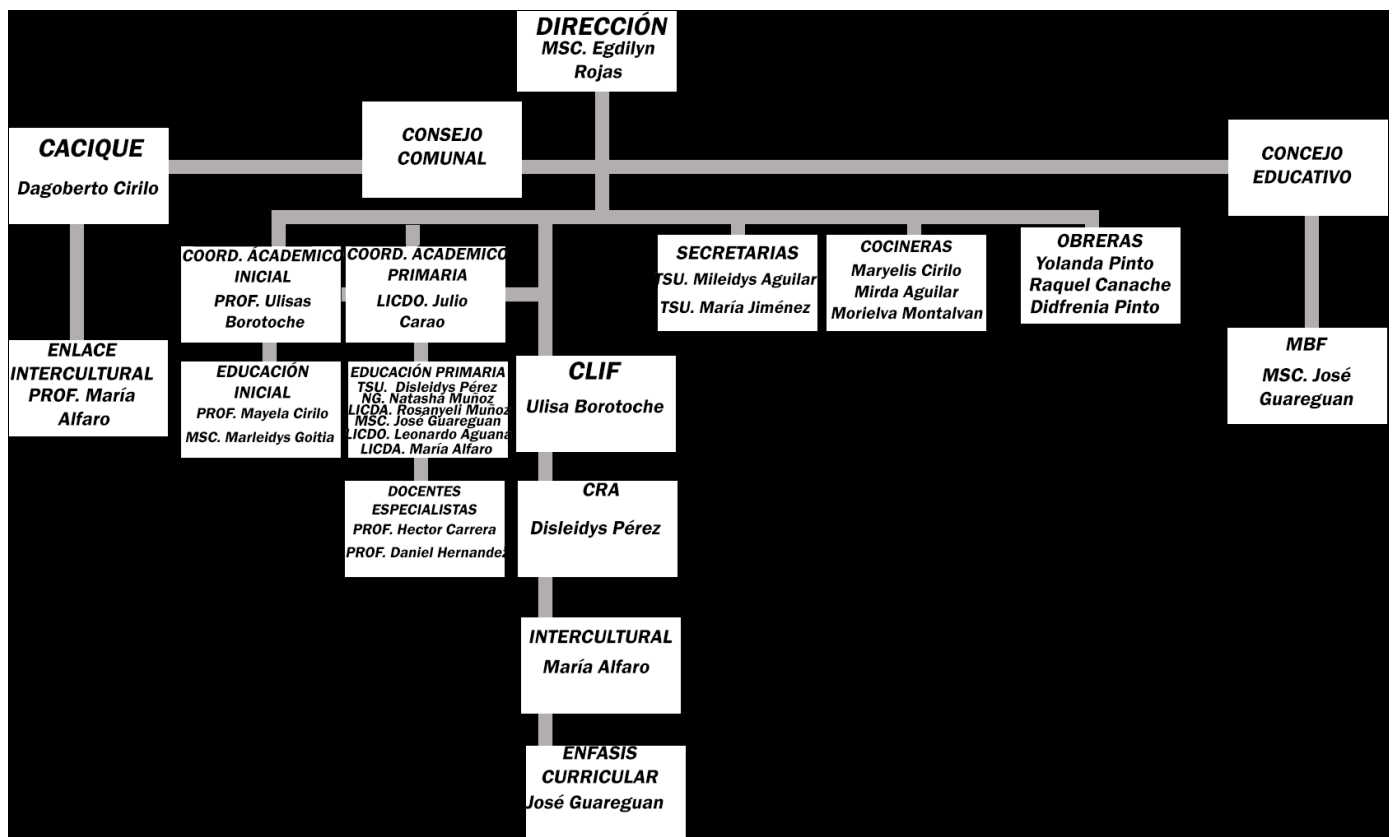 DIRECCIÓN
MSC. Egdilyn
Rojas
CONSEJO
COMUNAL
CACIQUE
Dagoberto Cirilo
CONCEJO
EDUCATIVO
COORD. ÁCADEMICO
INICIAL
PROF. Ulisas
Borotoche
COORD. ACADEMICO
PRIMARIA
LICDO. Julio
Carao
SECRETARIAS
TSU. Mileidys Aguilar
TSU. María Jiménez
COCINERAS
Maryelis Cirilo
Mirda Aguilar
Morielva Montalvan
OBRERAS
Yolanda Pinto
Raquel Canache
Didfrenia Pinto
ENLACE
INTERCULTURAL
PROF. María
Alfaro
EDUCACIÓN
INICIAL
PROF. Mayela Cirilo
MSC. Marleidys Goitia
EDUCACIÓN PRIMARIA
TSU. Disleidys Pérez
NG. Natasha Muñoz
LICDA. Rosanyeli Muñoz
MSC. José Guareguan
LICDO. Leonardo Aguana
LICDA. María Alfaro
CLIF
Ulisa Borotoche
MBF
MSC. José
Guareguan
DOCENTES
ESPECIALISTAS
PROF. Hector Carrera
PROF. Daniel Hernandez
CRA
Disleidys Pérez
INTERCULTURAL
María Alfaro
ENFASIS
CURRICULAR
José Guareguan